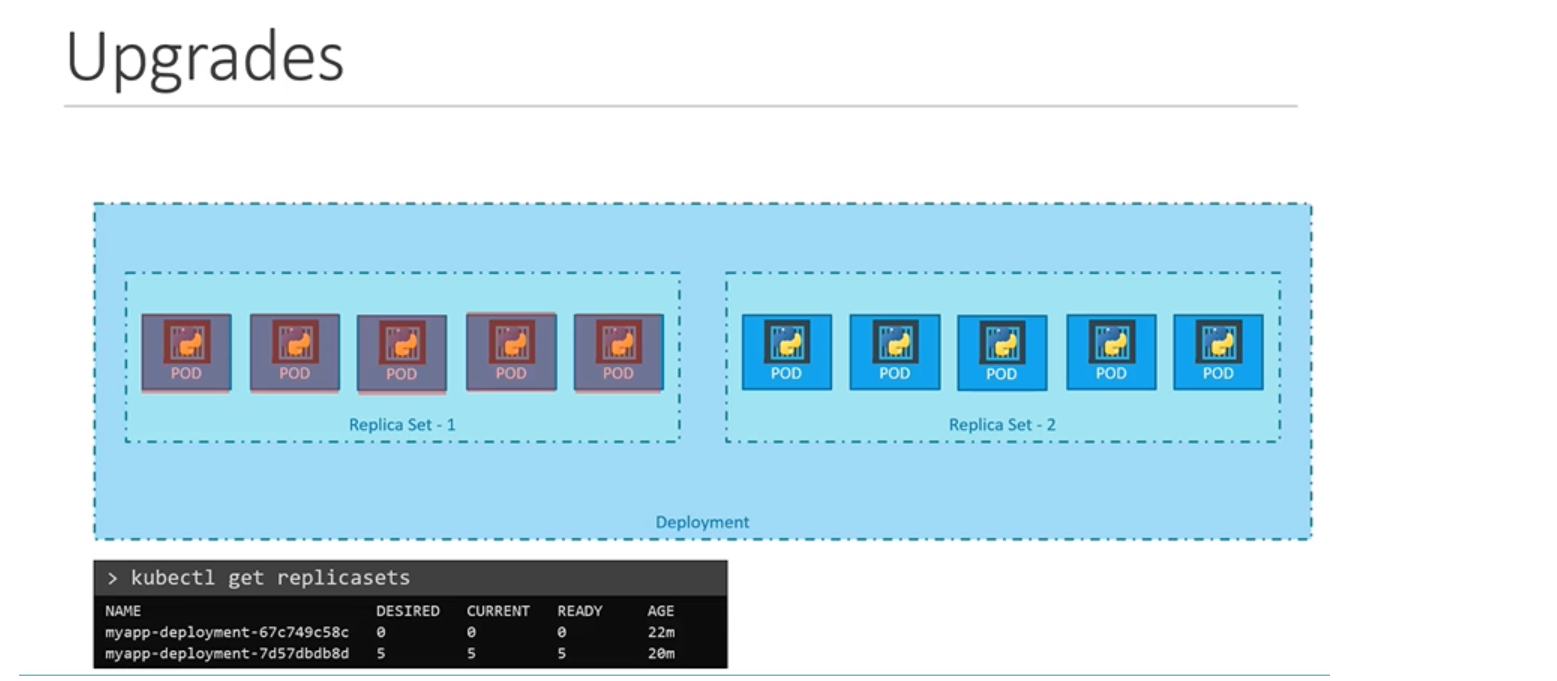 Upgrades
POD POD POD POD POD
Replica Set - 1
POD POD POD POD POD
Replica Set - 2
Deployment
> kubectl get replicasets
NAME DESIRED CURRENT READY AGE
myapp-deployment-67c749c58c 0 0 0 22m
myapp-deployment-7d57dbdb8d 5 5 5 20m